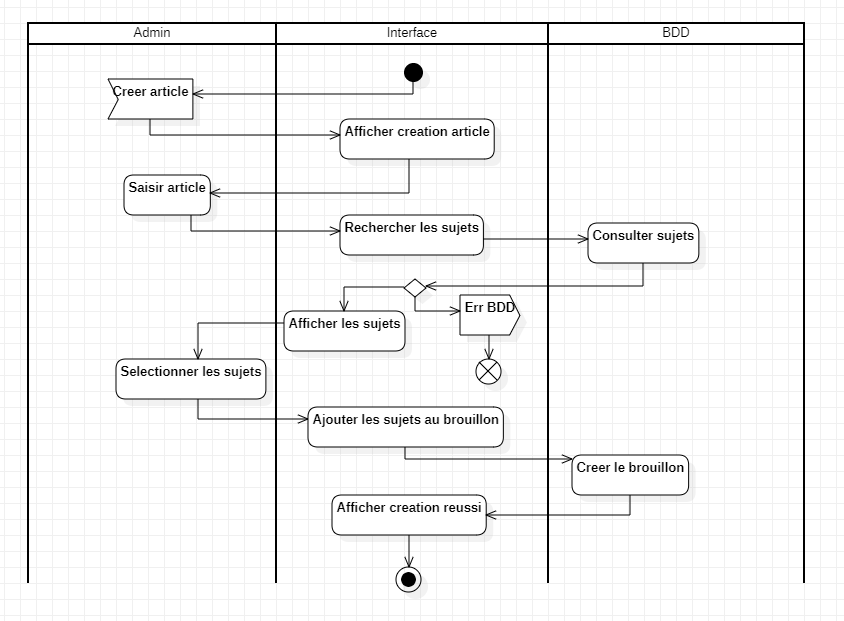 Admin
Interface
BDD
Creer article
Afficher creation article
Saisir article
Rechercher les sujets
Consulter sujets
Err BDD
Afficher les sujets
Selectionner les sujets
Ajouter les sujets au brouillon
Creer le brouillon
Afficher creation reussi